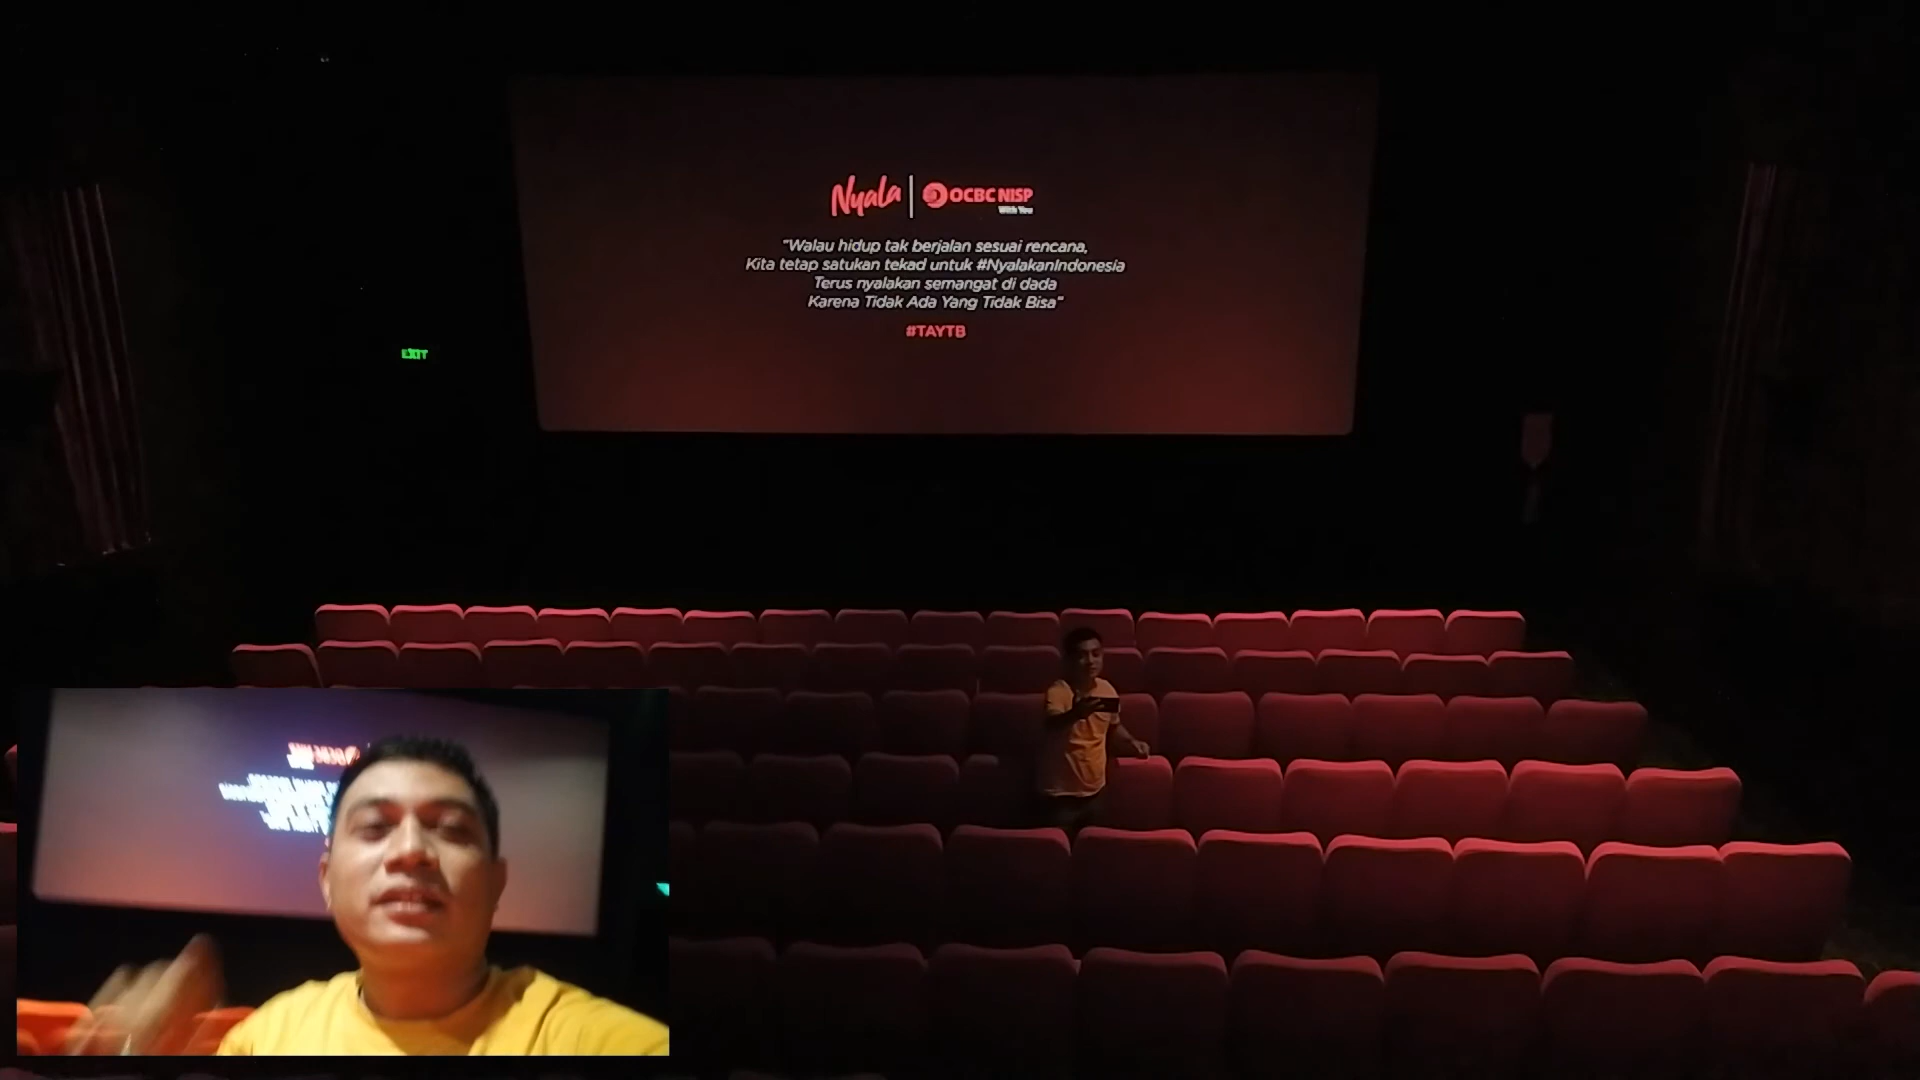 Nyala | OCBC NISP
With You
"Walau hidup tak berjalan sesuai rencana,
Kita tetap satukan tekad untuk #NyalakanIndonesia
Terus nyalakan semangat di dada
Karena Tidak Ada Yang Tidak Bisa"
#TAYTB
EXIT